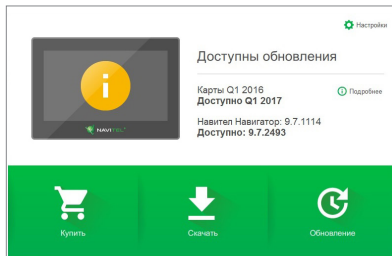 Настройки
Доступны обновления
Карты Q1 2016
Доступно Q1 2017
Подробнее
Навител Навигатор: 9.7.1114
Доступно: 9.7.2493
NAVITEL
Купить
Скачать
Обновление